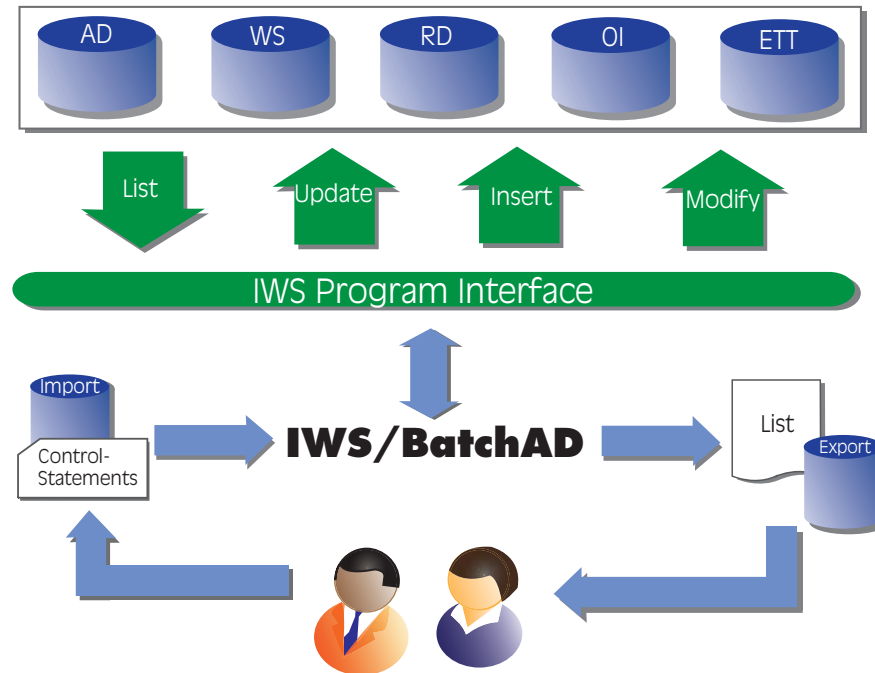 AD
WS
RD
OI
ETT
List
Update
Insert
Modify
IWS Program Interface
Import
Control-
Statements
IWS/BatchAD
List
Export